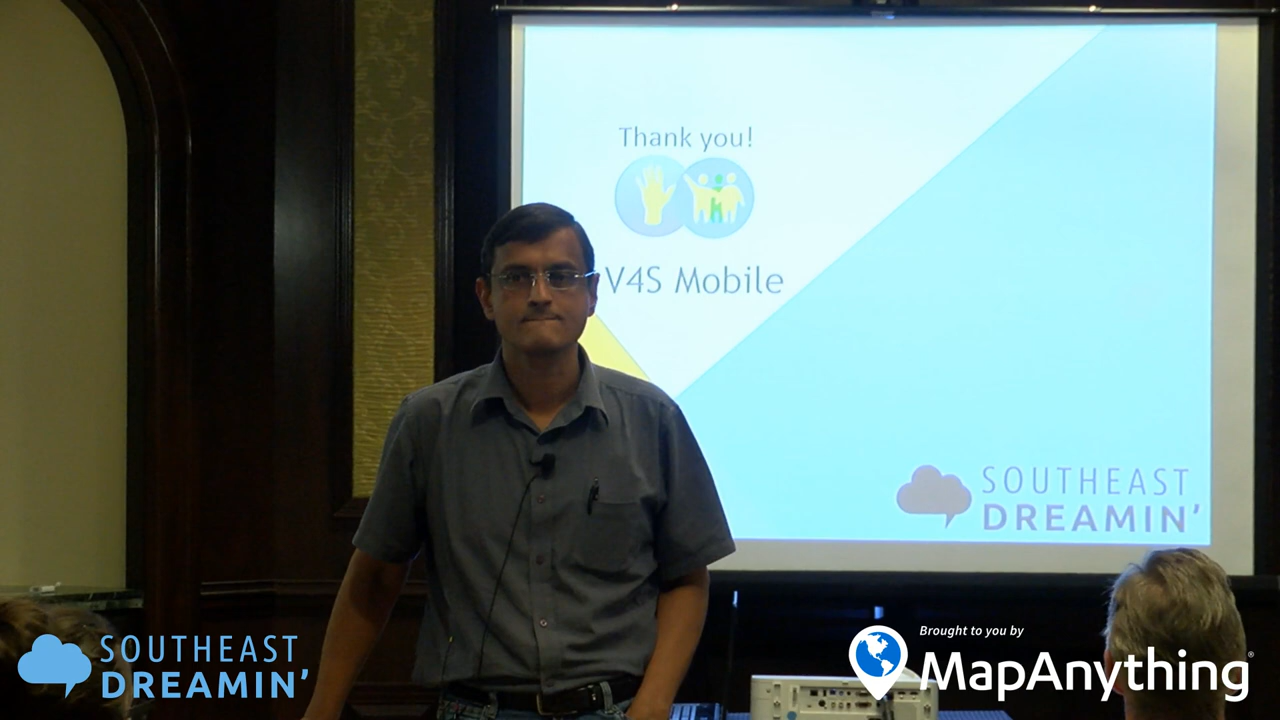 Thank you!
V4S Mobile
SOUTHEAST
DREAMIN'
SOUTHEAST
DREAMIN'
Brought to you by
MapAnything®